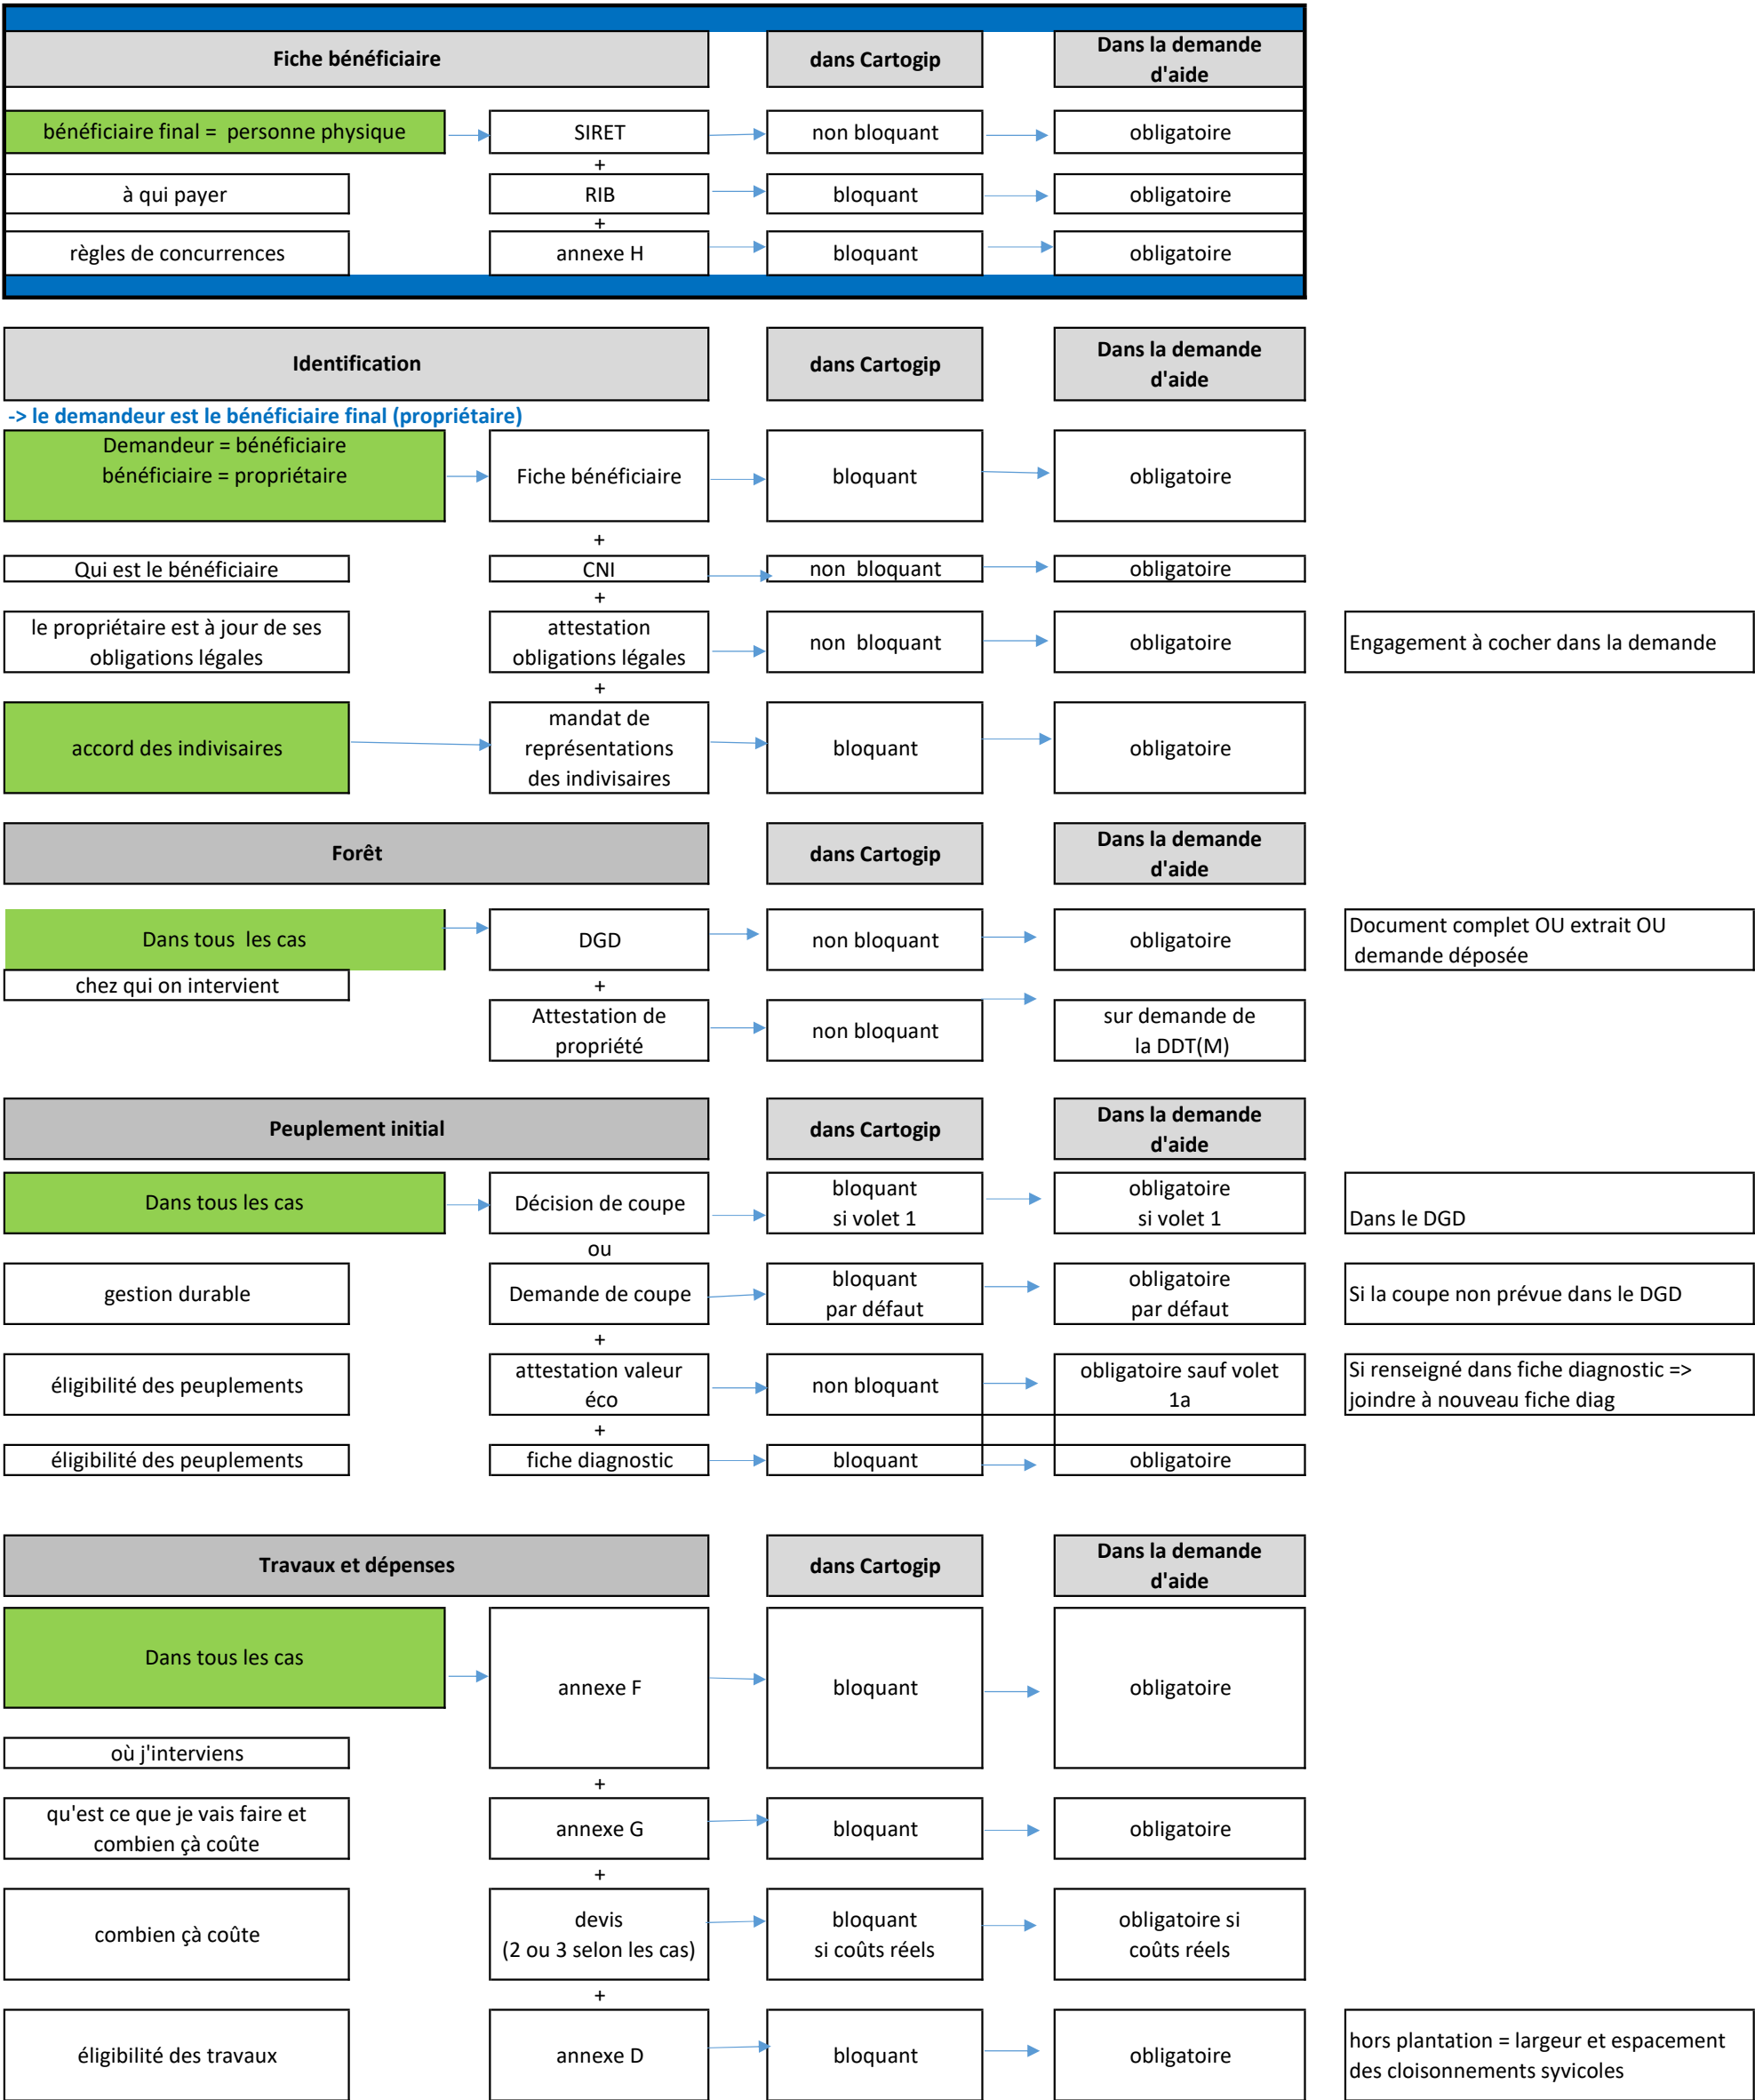 Fiche bénéficiaire
dans Cartogip
Dans la demande
d'aide
bénéficiaire final =  personne physique
SIRET
non bloquant
obligatoire
+
à qui payer
RIB
bloquant
obligatoire
+
règles de concurrences
annexe H
bloquant
obligatoire
Identification
dans Cartogip
Dans la demande
d'aide
-> le demandeur est le bénéficiaire final (propriétaire)
Demandeur = bénéficiaire
bénéficiaire = propriétaire
Fiche bénéficiaire
bloquant
obligatoire
+
Qui est le bénéficiaire
CNI
non  bloquant
obligatoire
+
le propriétaire est à jour de ses
obligations légales
attestation
obligations légales
non  bloquant
obligatoire
Engagement à cocher dans la demande
+
accord des indivisaires
mandat de
représentations
des indivisaires
bloquant
obligatoire
Forêt
dans Cartogip
Dans la demande
d'aide
Dans tous  les cas
DGD
non bloquant
obligatoire
Document complet OU extrait OU
demande déposée
chez qui on intervient
+
Attestation de
propriété
non bloquant
sur demande de
la DDT(M)
Peuplement initial
dans Cartogip
Dans la demande
d'aide
Dans tous les cas
Décision de coupe
bloquant
si volet 1
obligatoire
si volet 1
Dans le DGD
ou
gestion durable
Demande de coupe
bloquant
par défaut
obligatoire
par défaut
Si la coupe non prévue dans le DGD
+
éligibilité des peuplements
attestation valeur
éco
non bloquant
obligatoire sauf volet
1a
Si renseigné dans fiche diagnostic =>
joindre à nouveau fiche diag
+
éligibilité des peuplements
fiche diagnostic
bloquant
obligatoire
Travaux et dépenses
dans Cartogip
Dans la demande
d'aide
Dans tous les cas
annexe F
bloquant
obligatoire
où j'interviens
+
qu'est ce que je vais faire et
combien çà coûte
annexe G
bloquant
obligatoire
+
combien çà coûte
devis
(2 ou 3 selon les cas)
bloquant
si coûts réels
obligatoire si
coûts réels
+
éligibilité des travaux
annexe D
bloquant
obligatoire
hors plantation = largeur et espacement
des cloisonnements syvicoles